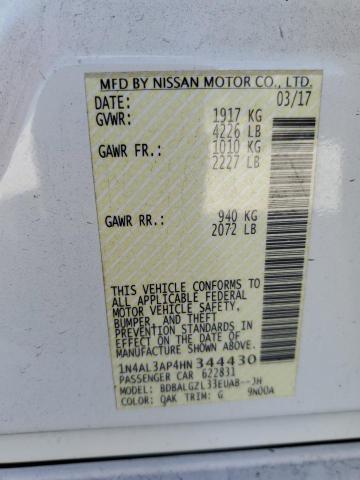 MFD BY NISSAN MOTOR CO., LTD.
DATE: 03/17
GVWR: 1917 KG
4226 LB
GAWR FR.: 1010 KG
2227 LB
GAWR RR.: 940 KG
2072 LB
THIS VEHICLE CONFORMS TO
ALL APPLICABLE FEDERAL
MOTOR VEHICLE SAFETY,
BUMPER, AND THEFT
PREVENTION STANDARDS IN
EFFECT ON THE DATE OF
MANUFACTURE SHOWN ABOVE.
1N4AL3AP4HN344430
PASSENGER CAR 622831
MODEL: BDBALGZL33EUAB--JH
COLOR: QAK TRIM: G 9N00A